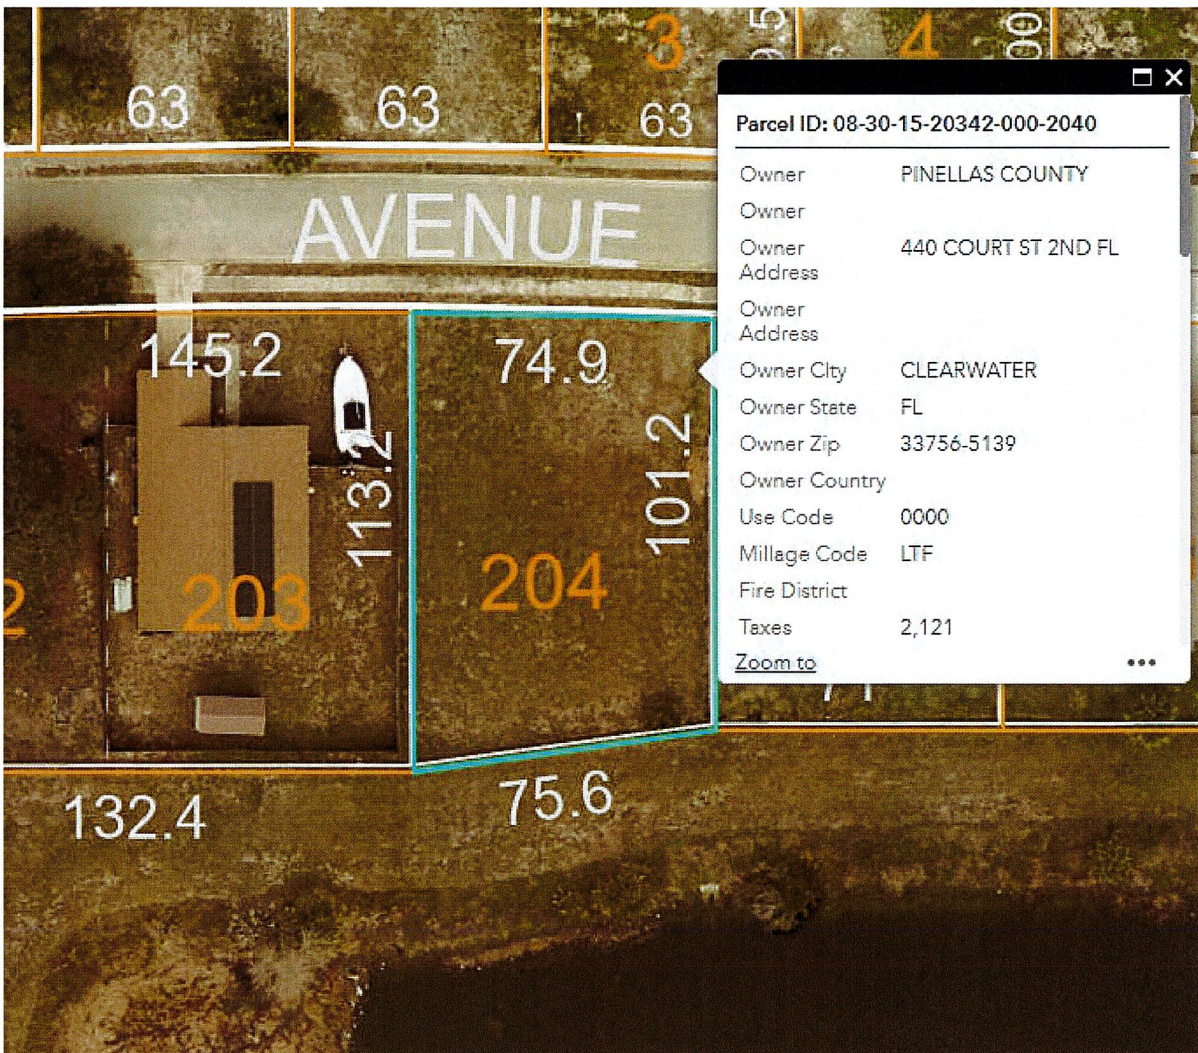 3
4
63
63
63
9.5
00
AVENUE
145.2
74.9
113.2
101.2
203
204
2
132.4
75.6
Parcel ID: 08-30-15-20342-000-2040
Owner PINELLAS COUNTY
Owner
Owner Address 440 COURT ST 2ND FL
Owner Address
Owner City CLEARWATER
Owner State FL
Owner Zip 33756-5139
Owner Country
Use Code 0000
Millage Code LTF
Fire District
Taxes 2,121
Zoom to